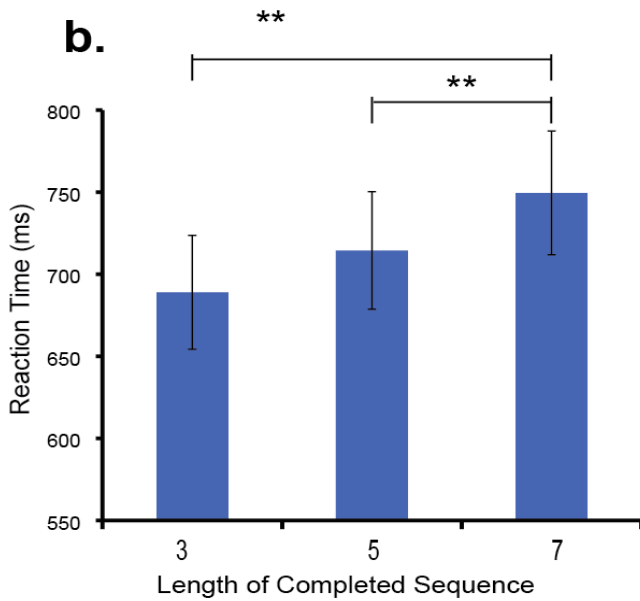 b.
**
**
800
750
700
650
600
550
Reaction Time (ms)
3 5 7
Length of Completed Sequence